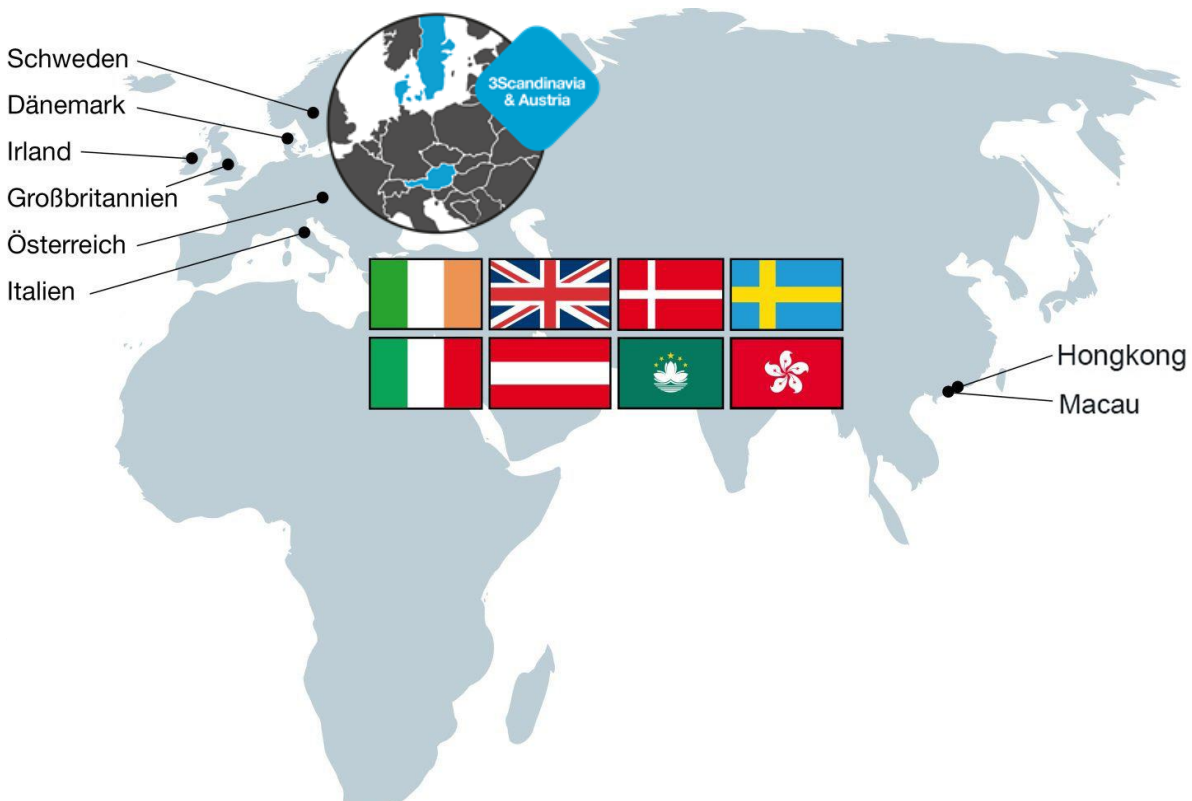 Schweden
Dänemark
Irland
Großbritannien
Österreich
Italien
3Scandinavia
& Austria
Hongkong
Macau